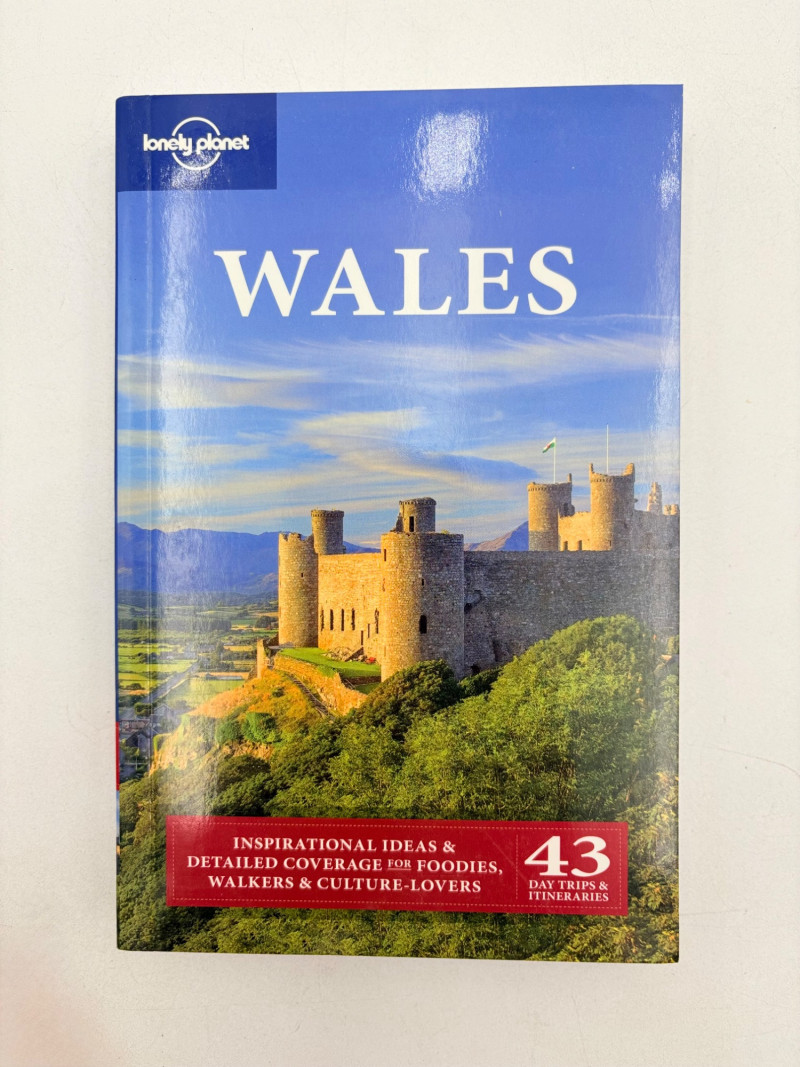 lonely planet
WALES
INSPIRATIONAL IDEAS &
DETAILED COVERAGE FOR FOODIES,
WALKERS & CULTURE-LOVERS
43
DAY TRIPS &
ITINERARIES